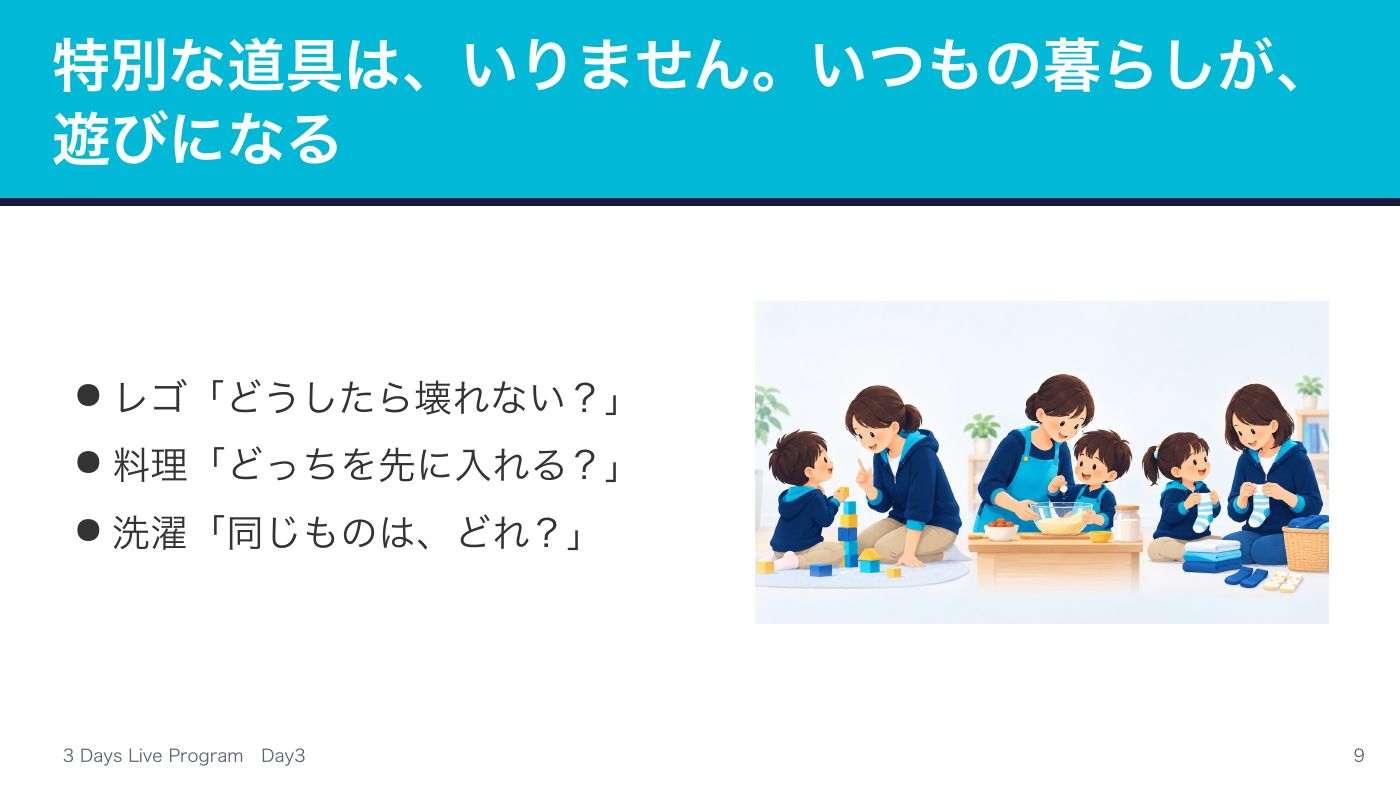 特別な道具は、いりません。いつもの暮らしが、
遊びになる
● レゴ「どうしたら壊れない？」
● 料理「どっちを先に入れる？」
● 洗濯「同じものは、どれ？」
3 Days Live Program　Day3
9